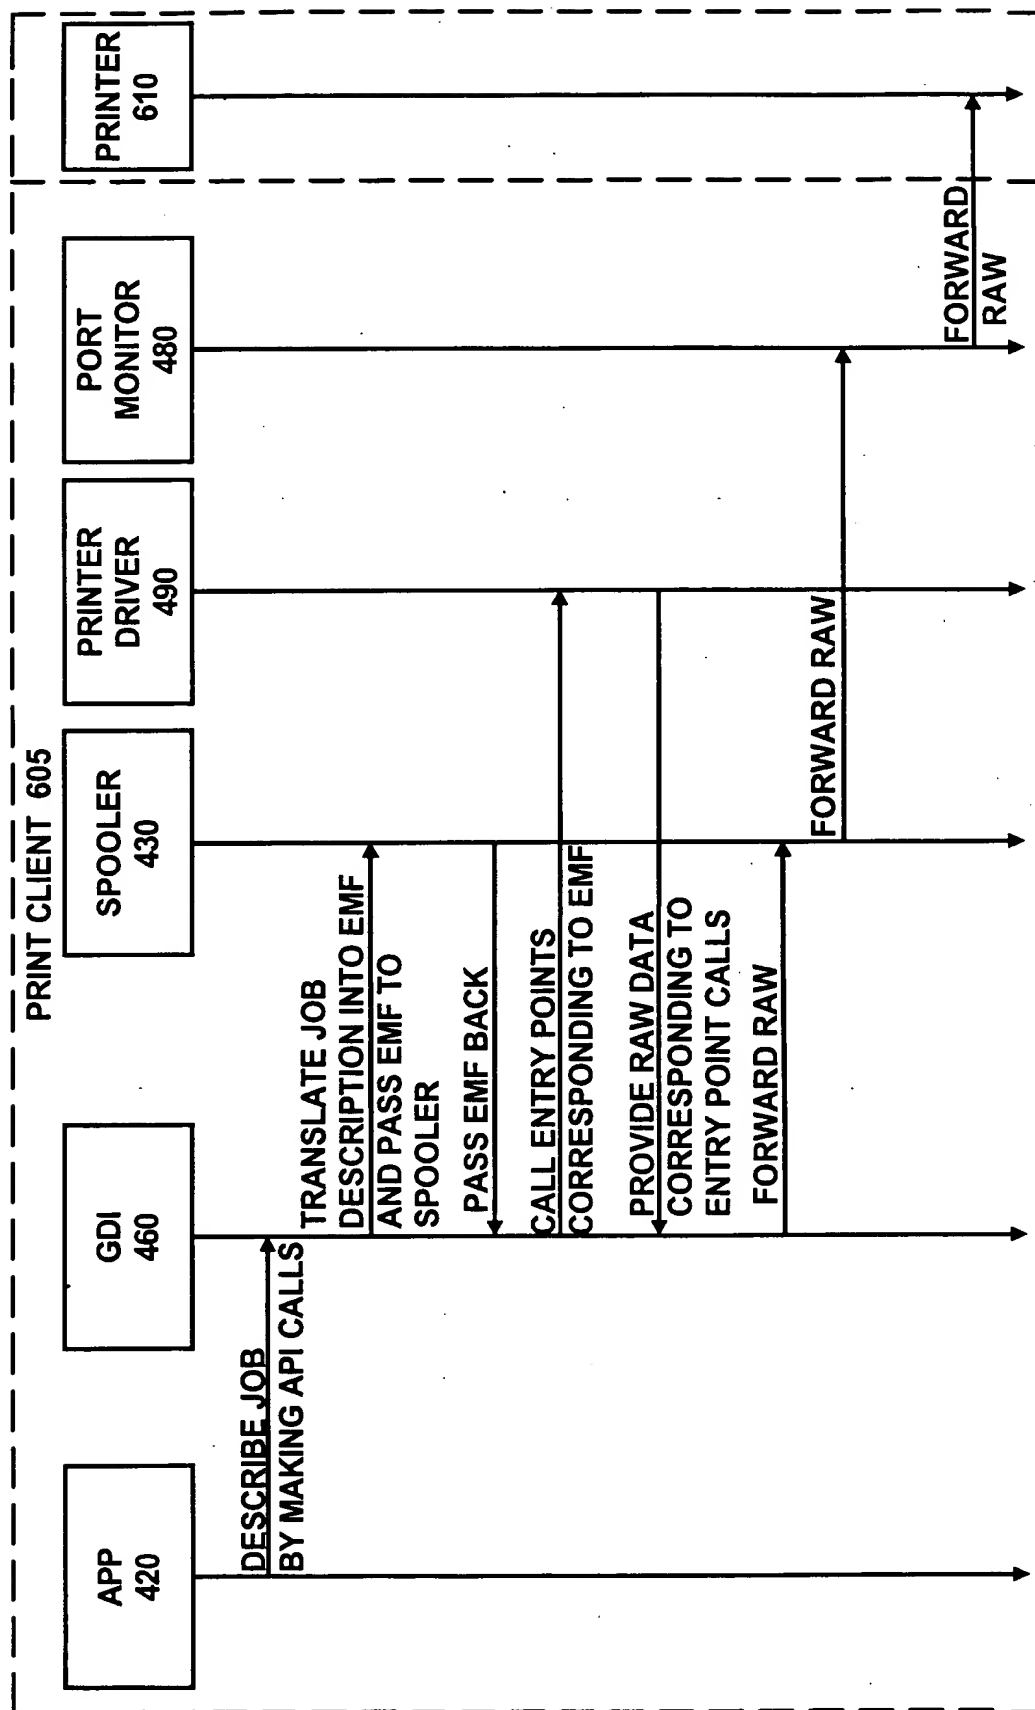 PRINT CLIENT 605
APP
420
GDI
460
SPOOLER
430
PRINTER
DRIVER
490
PORT
MONITOR
480
PRINTER
610
DESCRIBE JOB
BY MAKING API CALLS
TRANSLATE JOB
DESCRIPTION INTO EMF
AND PASS EMF TO
SPOOLER
PASS EMF BACK
CALL ENTRY POINTS
CORRESPONDING TO EMF
PROVIDE RAW DATA
CORRESPONDING TO
ENTRY POINT CALLS
FORWARD RAW
FORWARD RAW
FORWARD
RAW